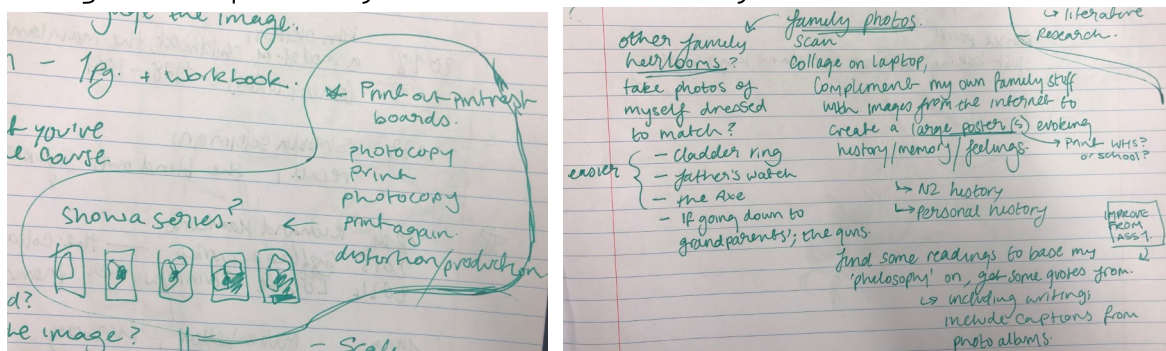 the image.
- 1pg. + workbook.
* Print out pintrest
boards.
t you've
e course
photocopy
print
photocopy
print again.
distortion/production
Show a series?
d?
he image?
- Scale
?
family photos.
scan
Collage on laptop,
Compliment my own family stuff
with images from the internet to
create a large poster(s) evoking
history/memory/feelings.
→ Print WHS?
or school?
↳ NZ history
↳ Personal history
↳ literature
- Research.
other family
heirlooms?
take photos of
myself dressed
to match?
easier
- Cladder ring
- father's watch
- the Axe
- If going down to
grandparents'; the guns.
IMPROVE
FROM
ASS 1.
find some readings to base my
'philosophy' on, get some quotes from.
↳ including writing;
include captions from
photo albums.